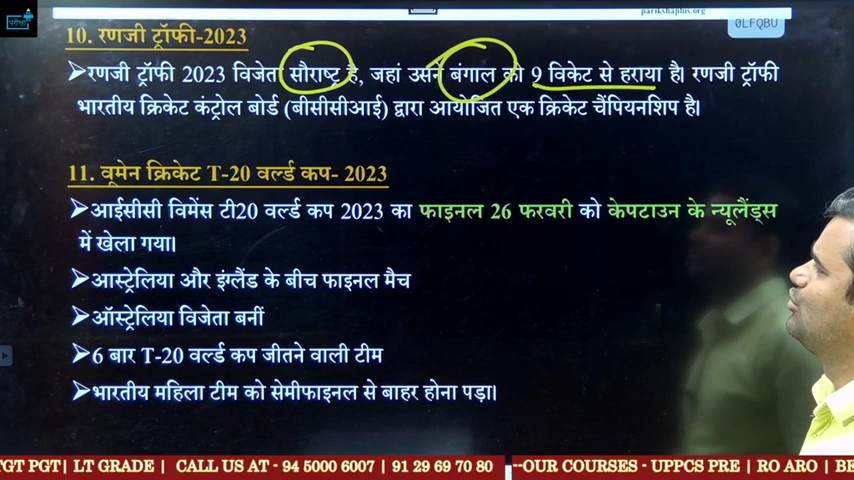 परीक्षा
parikshaplus.org
0LFQBU
10. रणजी ट्रॉफी-2023
➤रणजी ट्रॉफी 2023 विजेता सौराष्ट्र है, जहां उसने बंगाल को 9 विकेट से हराया है। रणजी ट्रॉफी
भारतीय क्रिकेट कंट्रोल बोर्ड (बीसीसीआई) द्वारा आयोजित एक क्रिकेट चैंपियनशिप है।
11. वूमेन क्रिकेट T-20 वर्ल्ड कप- 2023
➤आईसीसी विमेंस टी20 वर्ल्ड कप 2023 का फाइनल 26 फरवरी को केपटाउन के न्यूलैंड्स
में खेला गया।
➤आस्ट्रेलिया और इंग्लैंड के बीच फाइनल मैच
➤ऑस्ट्रेलिया विजेता बनीं
➤6 बार T-20 वर्ल्ड कप जीतने वाली टीम
➤भारतीय महिला टीम को सेमीफाइनल से बाहर होना पड़ा।
TGT PGT| LT GRADE | CALL US AT - 94 5000 6007 | 91 29 69 70 80 --OUR COURSES - UPPCS PRE | RO ARO | BE